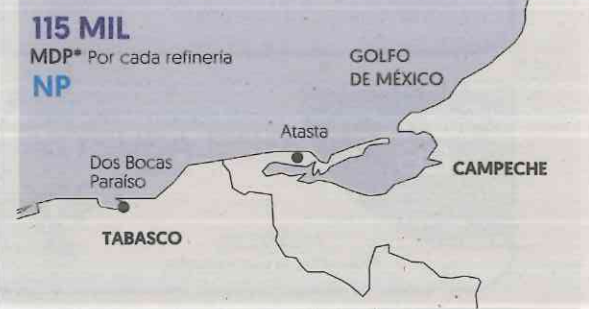 115 MIL
MDP* Por cada refinería
NP
GOLFO
DE MÉXICO
Atasta
Dos Bocas
Paraíso
CAMPECHE
TABASCO